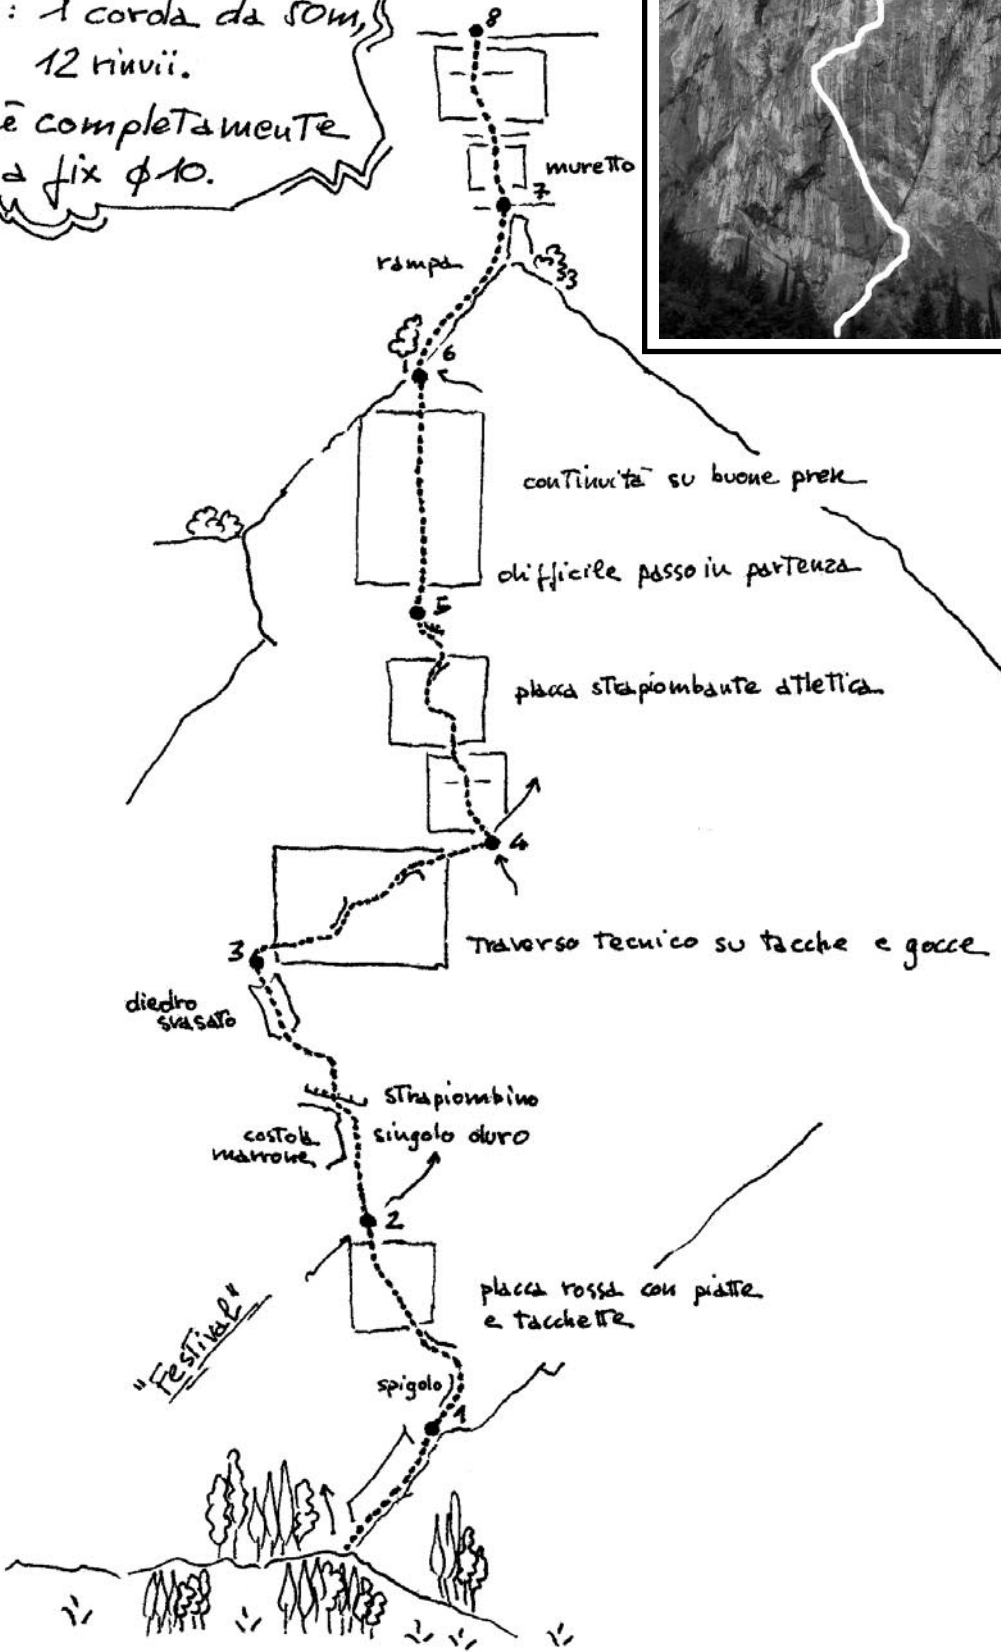 : 1 corda da 50m,
12 rinvii.
è completamente
a fix φ10.
8
muretto
7
rampa
6
continuità su buone prese
difficile passo in partenza
5
placca strapiombante atletica
4
3
traverso tecnico su tacche e gocce
diedro
svasato
strapiombino
singolo duro
costola
marrone
2
placca rossa con piatte
e tacchette
"Festival"
spigolo
1